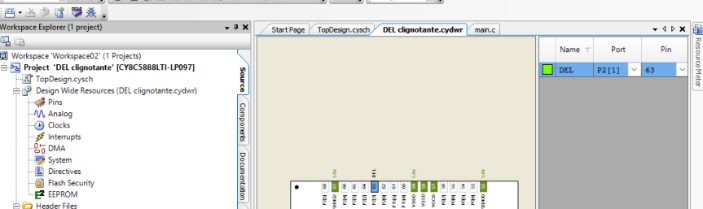 Workspace Explorer (1 project)
Workspace 'Workspace02' (1 Projects)
Project 'DEL clignotante' [CY8C5888LTI-LP097]
TopDesign.cysch
Design Wide Resources (DEL clignotante.cydwr)
Pins
Analog
Clocks
Interrupts
DMA
System
Directives
Flash Security
EEPROM
Header Files
Source
Components
Documentation
Start Page
TopDesign.cysch
DEL clignotante.cydwr
main.c
Name
Port
Pin
DEL
P2[1]
63
Resource Meter